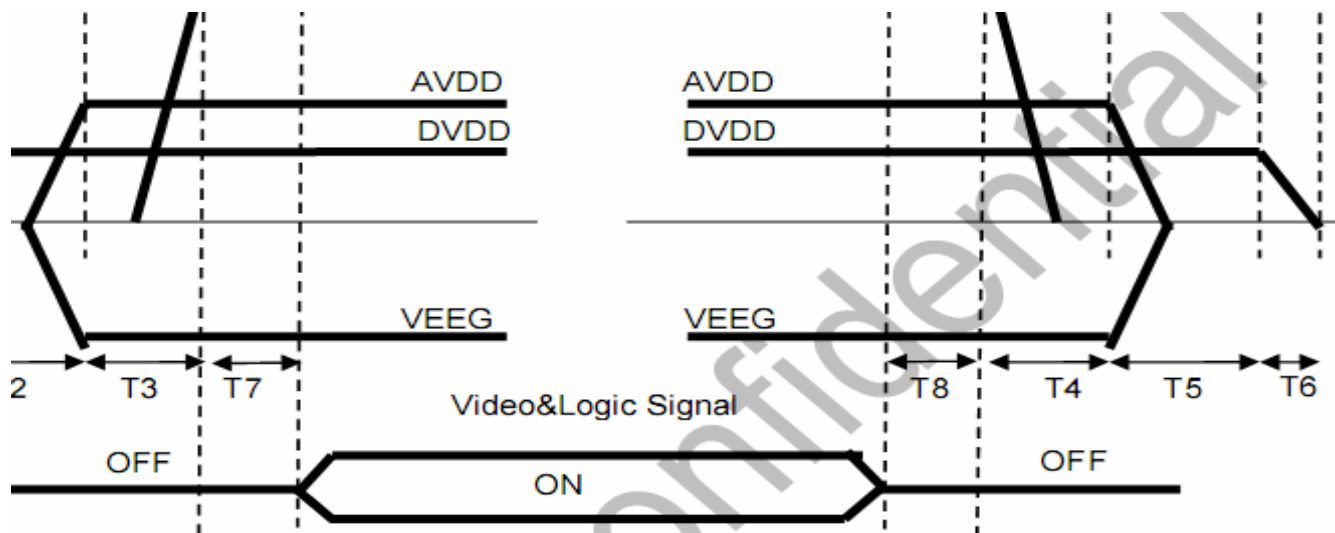 AVDD AVDD
DVDD DVDD
VEEG VEEG
2 T3 T7 T8 T4 T5 T6
Video&Logic Signal
OFF ON OFF
onfidential